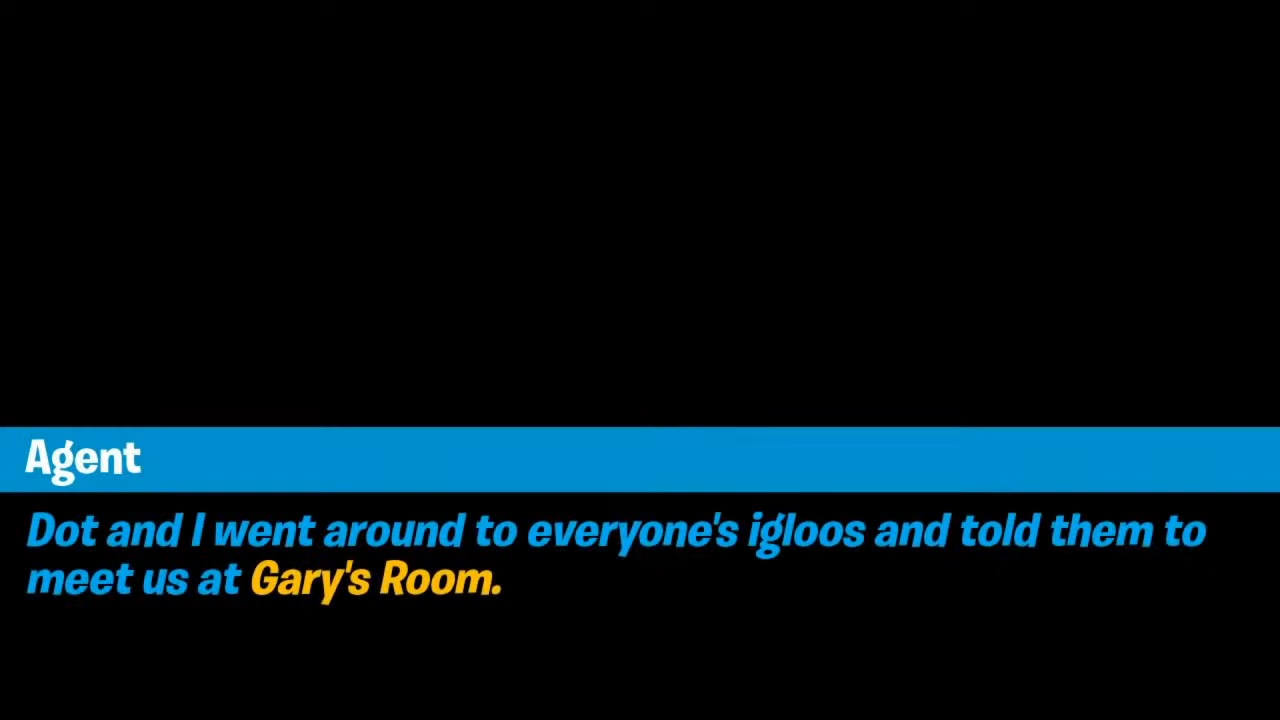 Agent
Dot and I went around to everyone's igloos and told them to
meet us at Gary's Room.